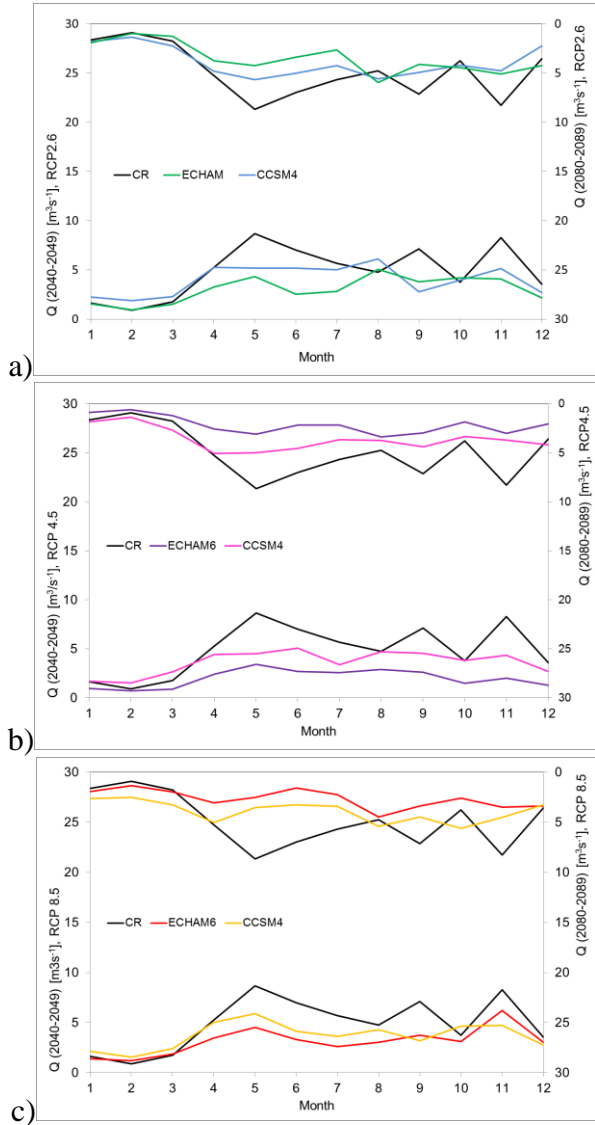 Q (2040-2049) [m³s⁻¹], RCP2.6
30
25
20
15
10
5
0
CR ECHAM CCSM4
0
5
10
15
20
25
30
Q (2080-2089) [m³s⁻¹], RCP2.6
1 2 3 4 5 6 7 8 9 10 11 12
Month
a)
Q (2040-2049) [m³/s⁻¹], RCP 4.5
30
25
20
15
10
5
0
CR ECHAM6 CCSM4
0
5
10
15
20
25
30
Q (2080-2089) [m³s⁻¹], RCP4.5
1 2 3 4 5 6 7 8 9 10 11 12
Month
b)
Q (2040-2049) [m3s⁻¹], RCP 8.5
30
25
20
15
10
5
0
CR ECHAM6 CCSM4
0
5
10
15
20
25
30
Q (2080-2089) [m³s⁻¹], RCP 8.5
1 2 3 4 5 6 7 8 9 10 11 12
Month
c)